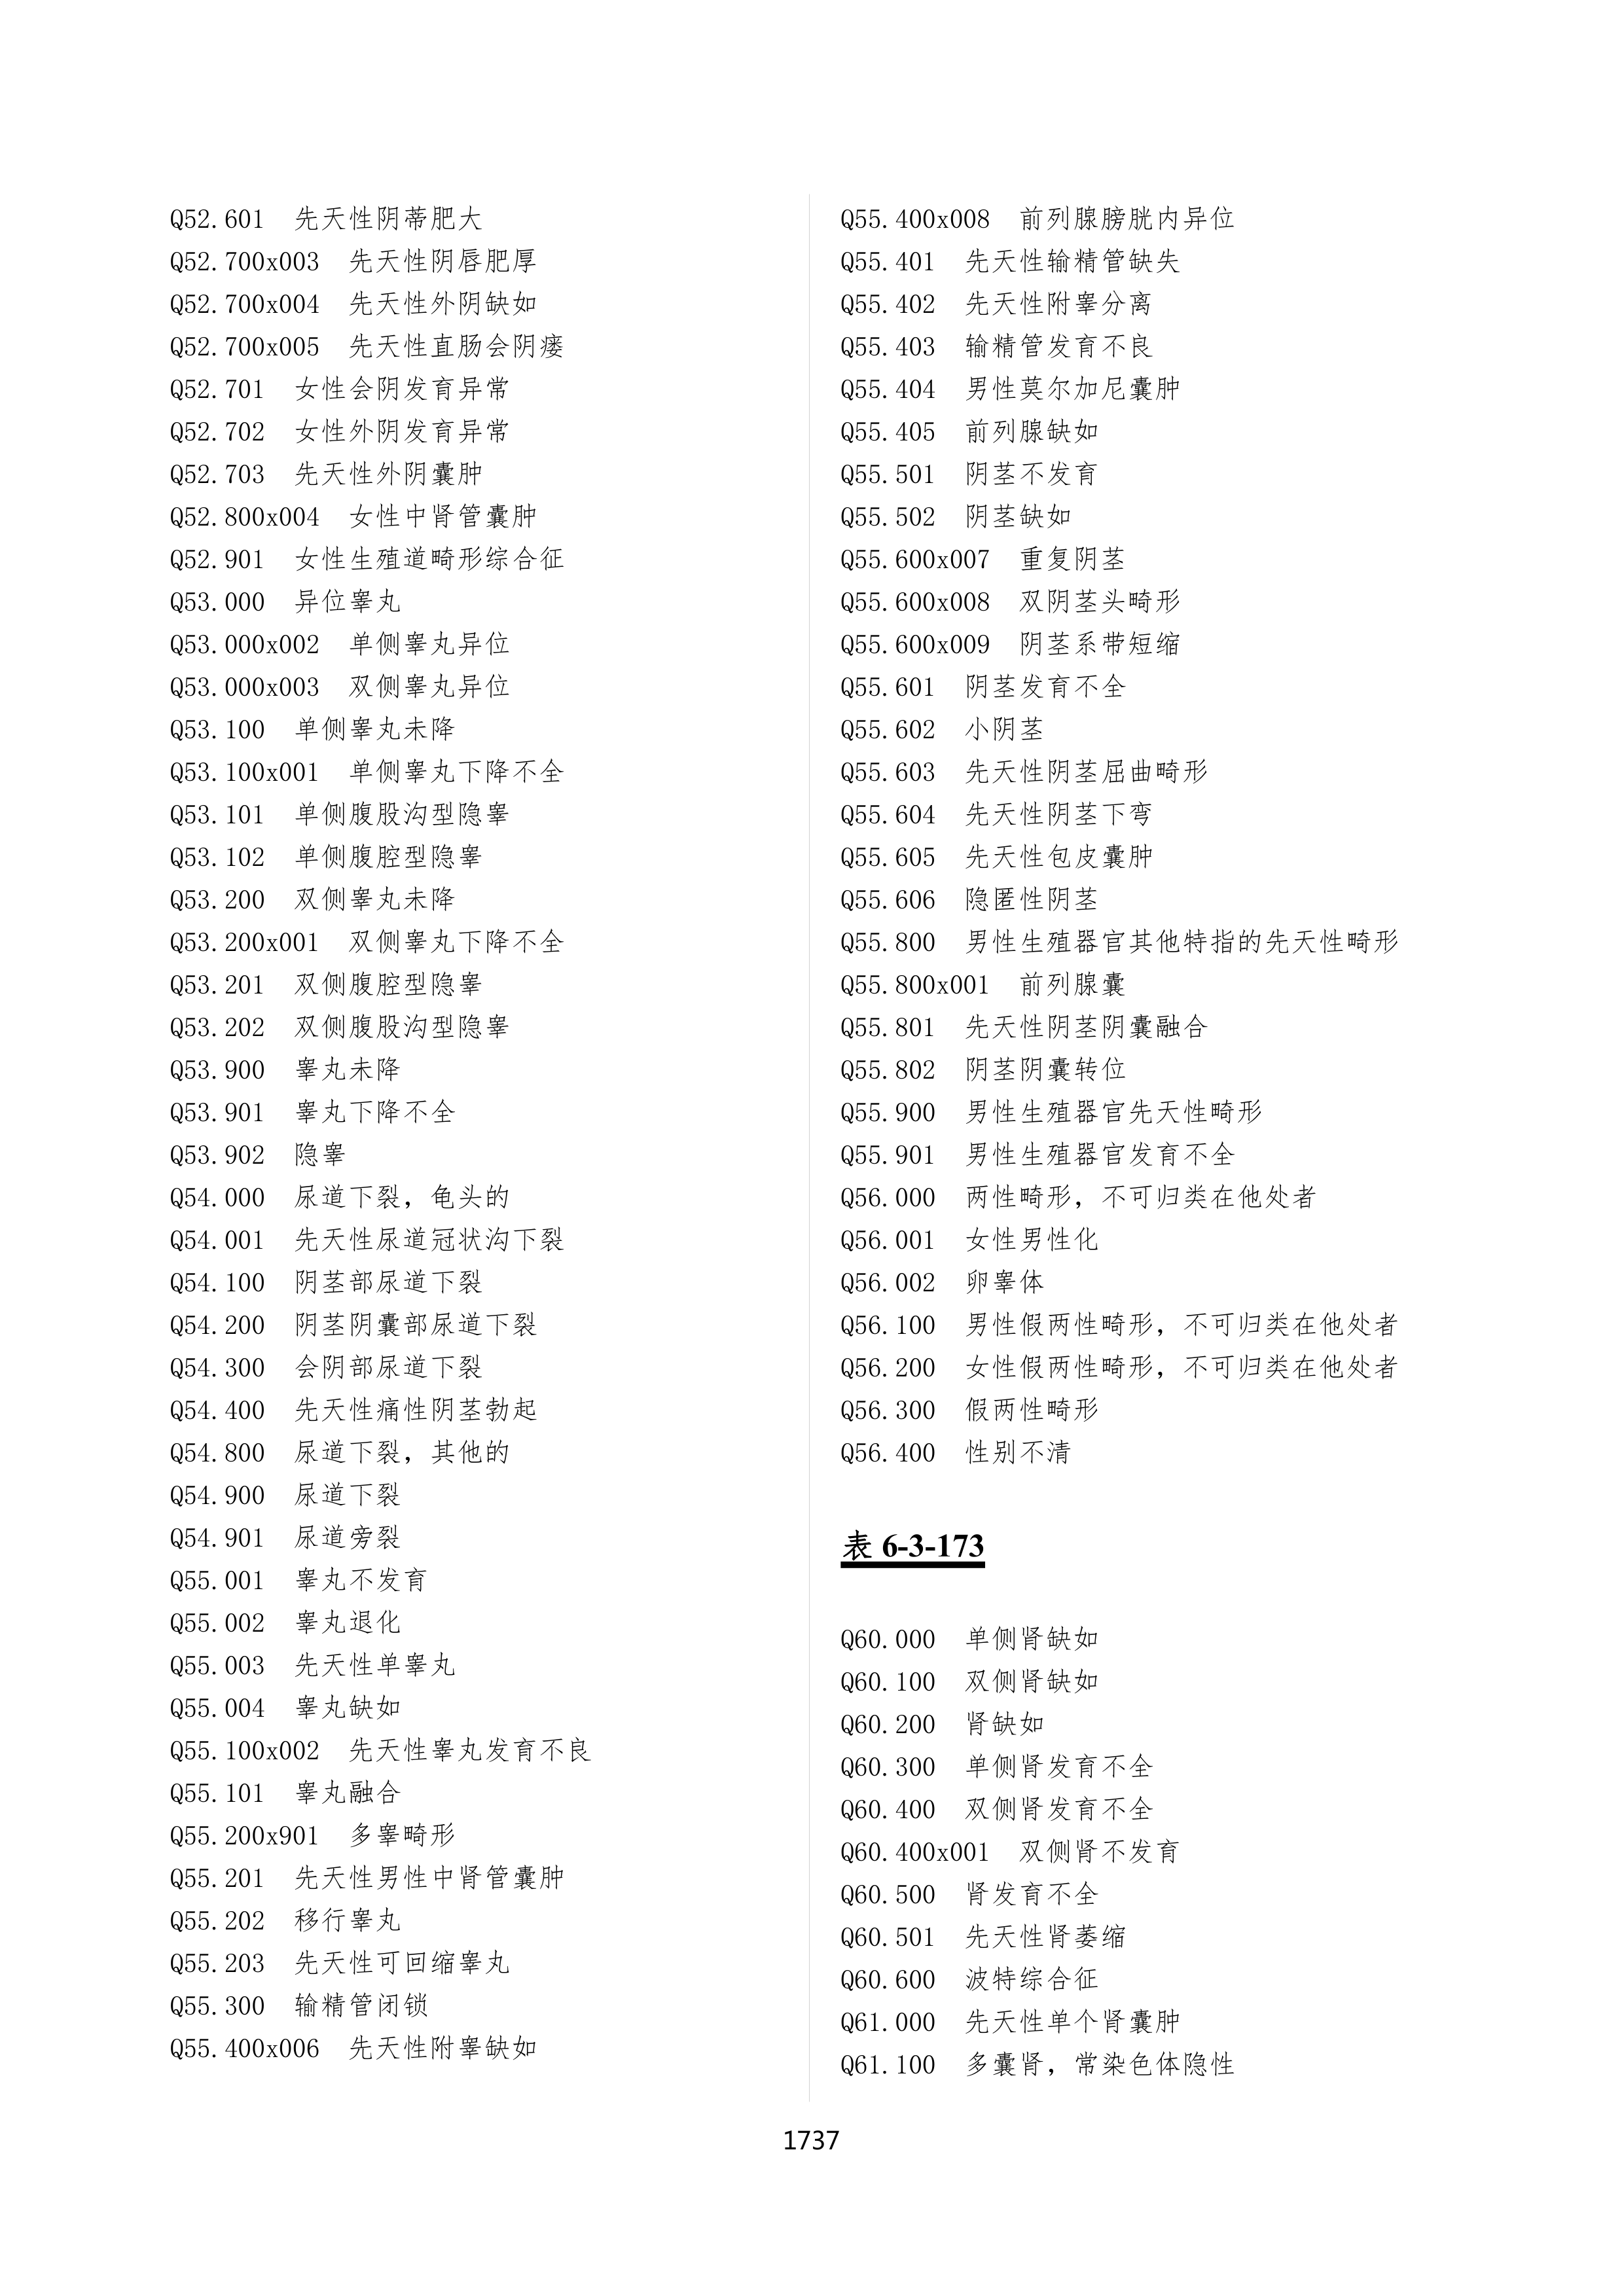 Q52.601 先天性阴蒂肥大
Q52.700x003 先天性阴唇肥厚
Q52.700x004 先天性外阴缺如
Q52.700x005 先天性直肠会阴瘘
Q52.701 女性会阴发育异常
Q52.702 女性外阴发育异常
Q52.703 先天性外阴囊肿
Q52.800x004 女性中肾管囊肿
Q52.901 女性生殖道畸形综合征
Q53.000 异位睾丸
Q53.000x002 单侧睾丸异位
Q53.000x003 双侧睾丸异位
Q53.100 单侧睾丸未降
Q53.100x001 单侧睾丸下降不全
Q53.101 单侧腹股沟型隐睾
Q53.102 单侧腹腔型隐睾
Q53.200 双侧睾丸未降
Q53.200x001 双侧睾丸下降不全
Q53.201 双侧腹腔型隐睾
Q53.202 双侧腹股沟型隐睾
Q53.900 睾丸未降
Q53.901 睾丸下降不全
Q53.902 隐睾
Q54.000 尿道下裂，龟头的
Q54.001 先天性尿道冠状沟下裂
Q54.100 阴茎部尿道下裂
Q54.200 阴茎阴囊部尿道下裂
Q54.300 会阴部尿道下裂
Q54.400 先天性痛性阴茎勃起
Q54.800 尿道下裂，其他的
Q54.900 尿道下裂
Q54.901 尿道旁裂
Q55.001 睾丸不发育
Q55.002 睾丸退化
Q55.003 先天性单睾丸
Q55.004 睾丸缺如
Q55.100x002 先天性睾丸发育不良
Q55.101 睾丸融合
Q55.200x901 多睾畸形
Q55.201 先天性男性中肾管囊肿
Q55.202 移行睾丸
Q55.203 先天性可回缩睾丸
Q55.300 输精管闭锁
Q55.400x006 先天性附睾缺如
Q55.400x008 前列腺膀胱内异位
Q55.401 先天性输精管缺失
Q55.402 先天性附睾分离
Q55.403 输精管发育不良
Q55.404 男性莫尔加尼囊肿
Q55.405 前列腺缺如
Q55.501 阴茎不发育
Q55.502 阴茎缺如
Q55.600x007 重复阴茎
Q55.600x008 双阴茎头畸形
Q55.600x009 阴茎系带短缩
Q55.601 阴茎发育不全
Q55.602 小阴茎
Q55.603 先天性阴茎屈曲畸形
Q55.604 先天性阴茎下弯
Q55.605 先天性包皮囊肿
Q55.606 隐匿性阴茎
Q55.800 男性生殖器官其他特指的先天性畸形
Q55.800x001 前列腺囊
Q55.801 先天性阴茎阴囊融合
Q55.802 阴茎阴囊转位
Q55.900 男性生殖器官先天性畸形
Q55.901 男性生殖器官发育不全
Q56.000 两性畸形，不可归类在他处者
Q56.001 女性男性化
Q56.002 卵睾体
Q56.100 男性假两性畸形，不可归类在他处者
Q56.200 女性假两性畸形，不可归类在他处者
Q56.300 假两性畸形
Q56.400 性别不清
表 6-3-173
Q60.000 单侧肾缺如
Q60.100 双侧肾缺如
Q60.200 肾缺如
Q60.300 单侧肾发育不全
Q60.400 双侧肾发育不全
Q60.400x001 双侧肾不发育
Q60.500 肾发育不全
Q60.501 先天性肾萎缩
Q60.600 波特综合征
Q61.000 先天性单个肾囊肿
Q61.100 多囊肾，常染色体隐性
1737